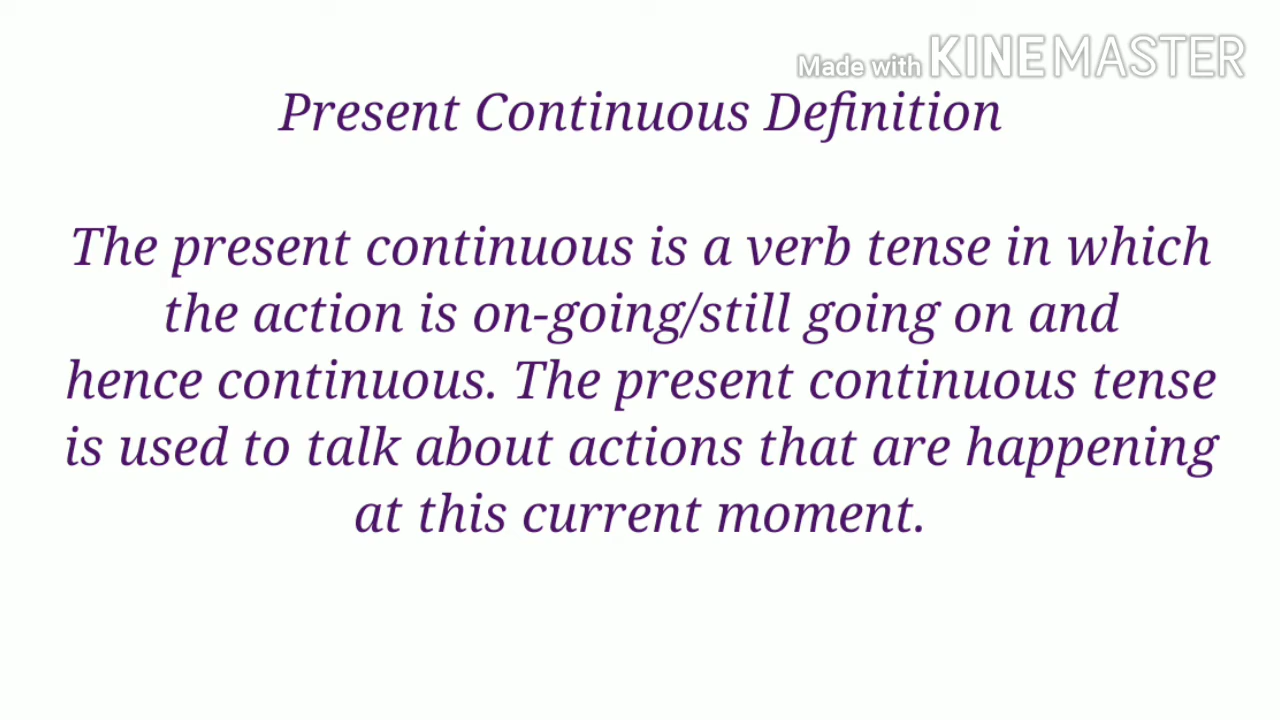 Made with KINEMASTER
Present Continuous Definition
The present continuous is a verb tense in which
the action is on-going/still going on and
hence continuous. The present continuous tense
is used to talk about actions that are happening
at this current moment.